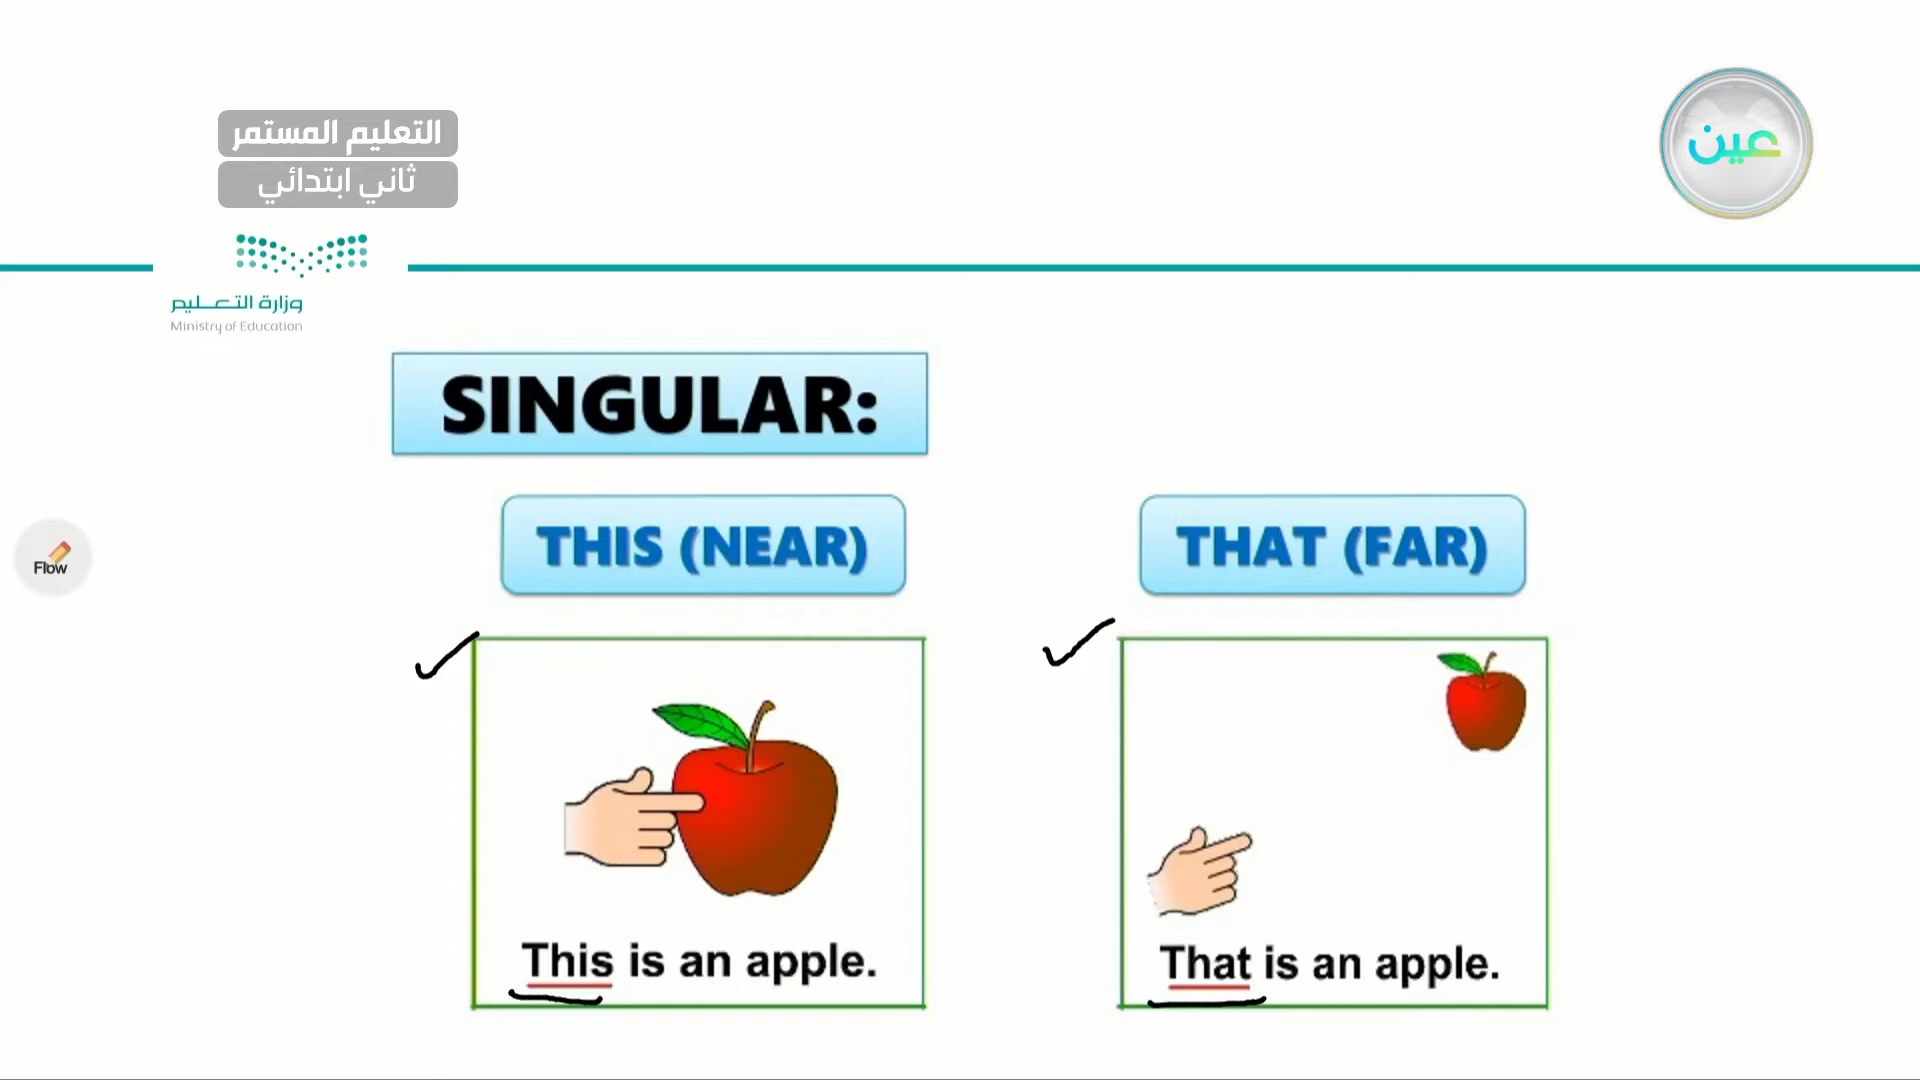 التعليم المستمر
ثاني ابتدائي
عين
وزارة التعليم
Ministry of Education
SINGULAR:
THIS (NEAR)
THAT (FAR)
Flow
This is an apple.
That is an apple.